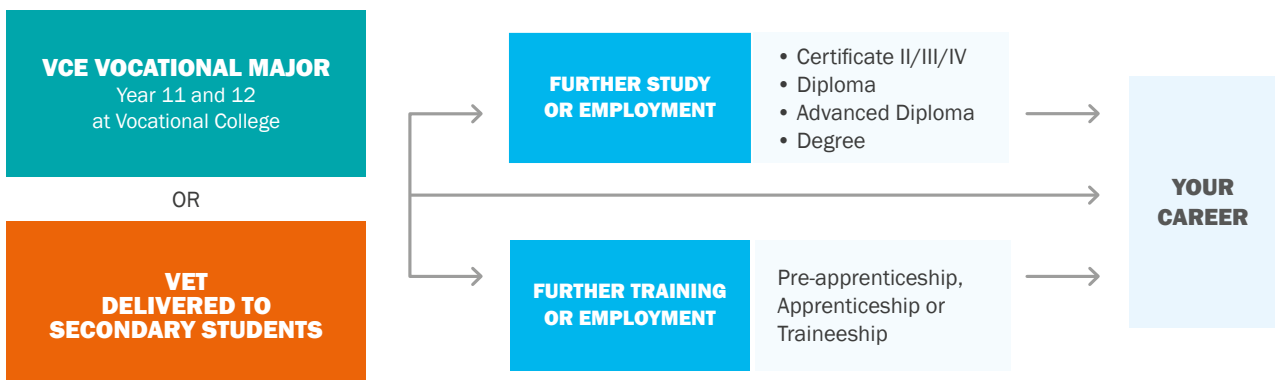 VCE VOCATIONAL MAJOR
Year 11 and 12
at Vocational College
OR
VET
DELIVERED TO
SECONDARY STUDENTS
FURTHER STUDY
OR EMPLOYMENT
• Certificate II/III/IV
• Diploma
• Advanced Diploma
• Degree
FURTHER TRAINING
OR EMPLOYMENT
Pre-apprenticeship,
Apprenticeship or
Traineeship
YOUR
CAREER